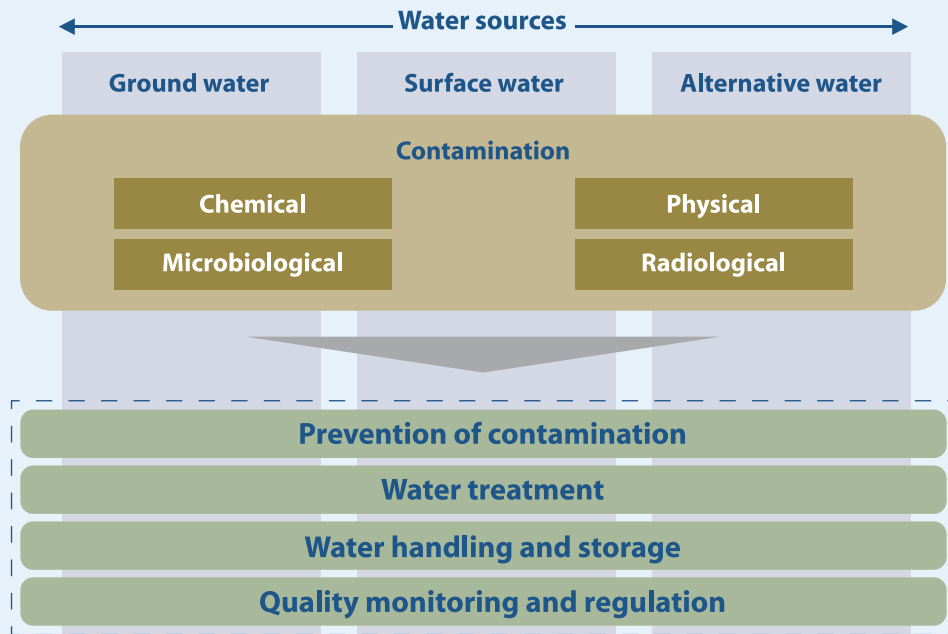 Water sources
Ground water
Surface water
Alternative water
Contamination
Chemical
Physical
Microbiological
Radiological
Prevention of contamination
Water treatment
Water handling and storage
Quality monitoring and regulation